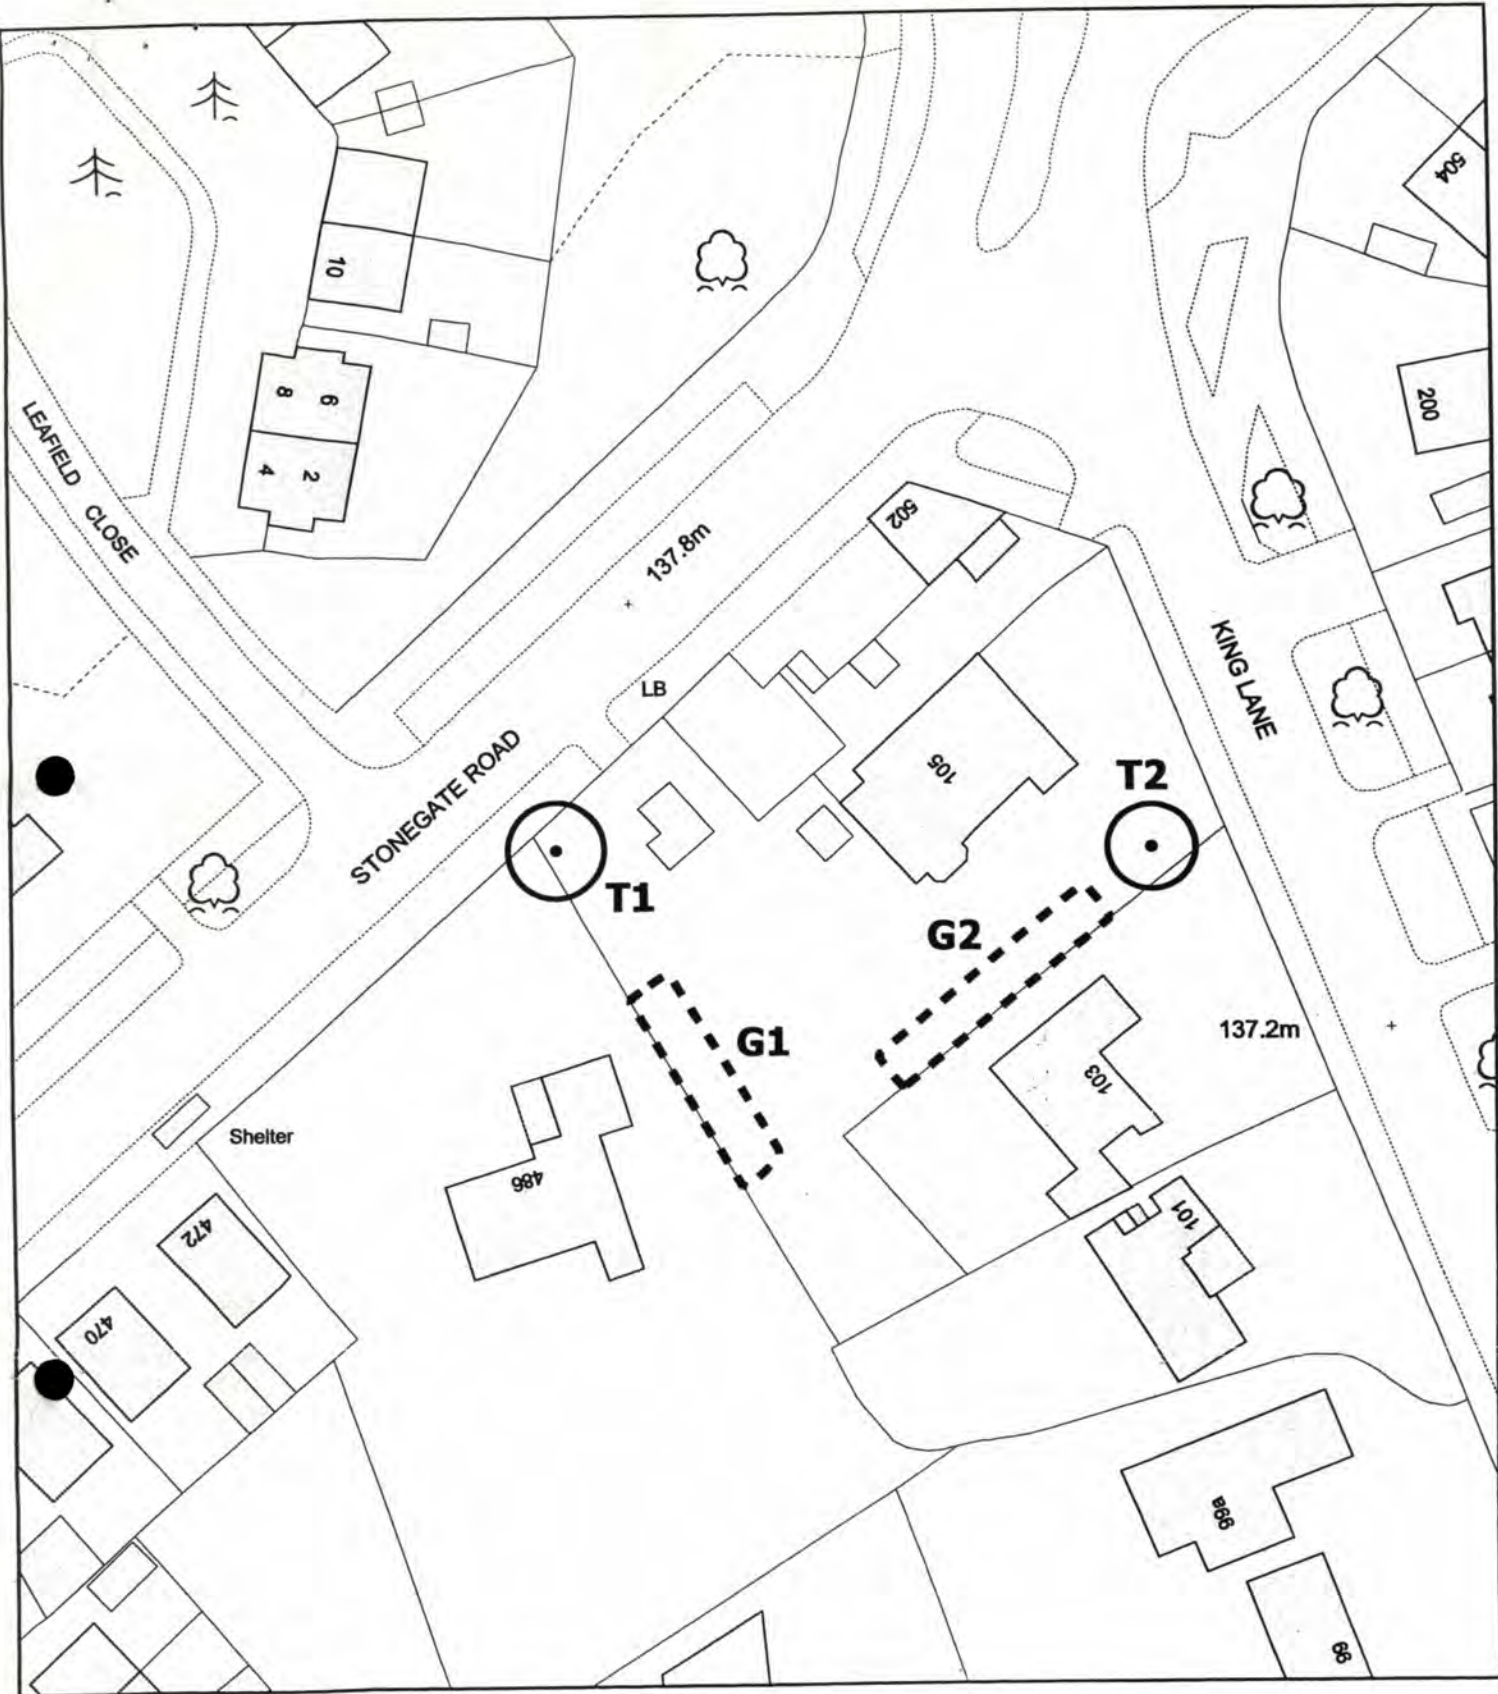 504
10
200
8
6
4
2
LEAFIELD CLOSE
502
137.8m
KING LANE
LB
STONEGATE ROAD
105
T2
T1
G2
G1
137.2m
103
Shelter
486
101
472
470
99a
99